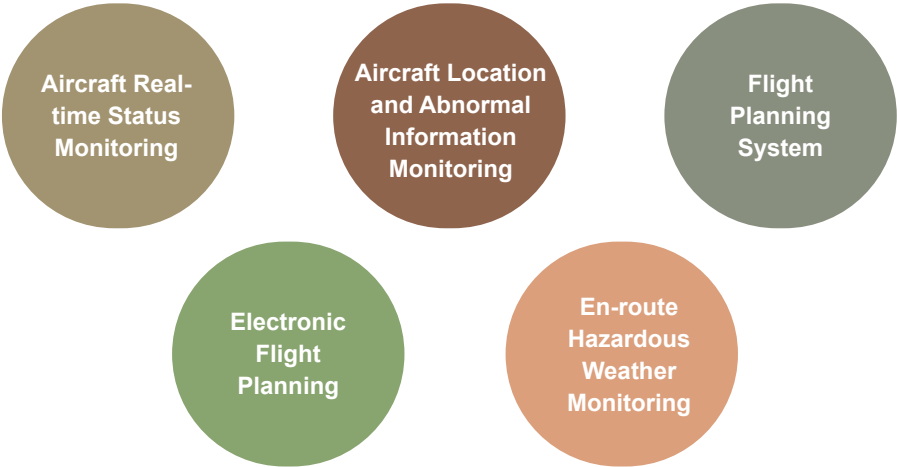 Aircraft Real-
time Status
Monitoring
Aircraft Location
and Abnormal
Information
Monitoring
Flight
Planning
System
Electronic
Flight
Planning
En-route
Hazardous
Weather
Monitoring